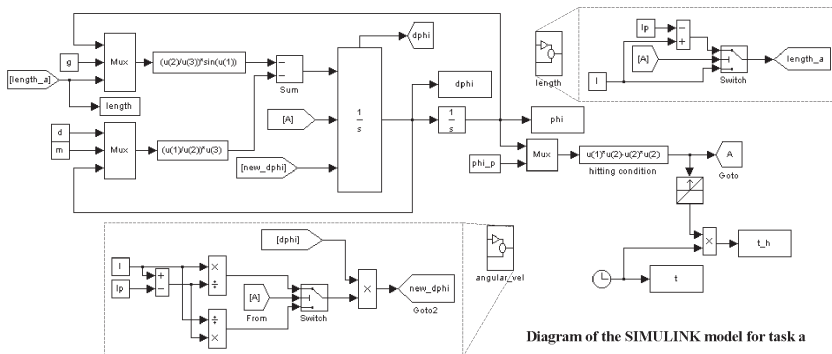 g
[length_a]
length
Mux
(u(2)/u(3))*sin(u(1))
Sum
d
m
Mux
(u(1)/u(2))*u(3)
[A]
[new_dphi]
1
s
dphi
dphi
1
s
phi
phi_p
Mux
u(1)*u(2)-u(2)*u(2)
hitting condition
A
Goto
t_h
t
length
lp
l
[A]
Switch
length_a
angular_vel
[dphi]
l
lp
[A]
From
Switch
new_dphi
Goto2
Diagram of the SIMULINK model for task a